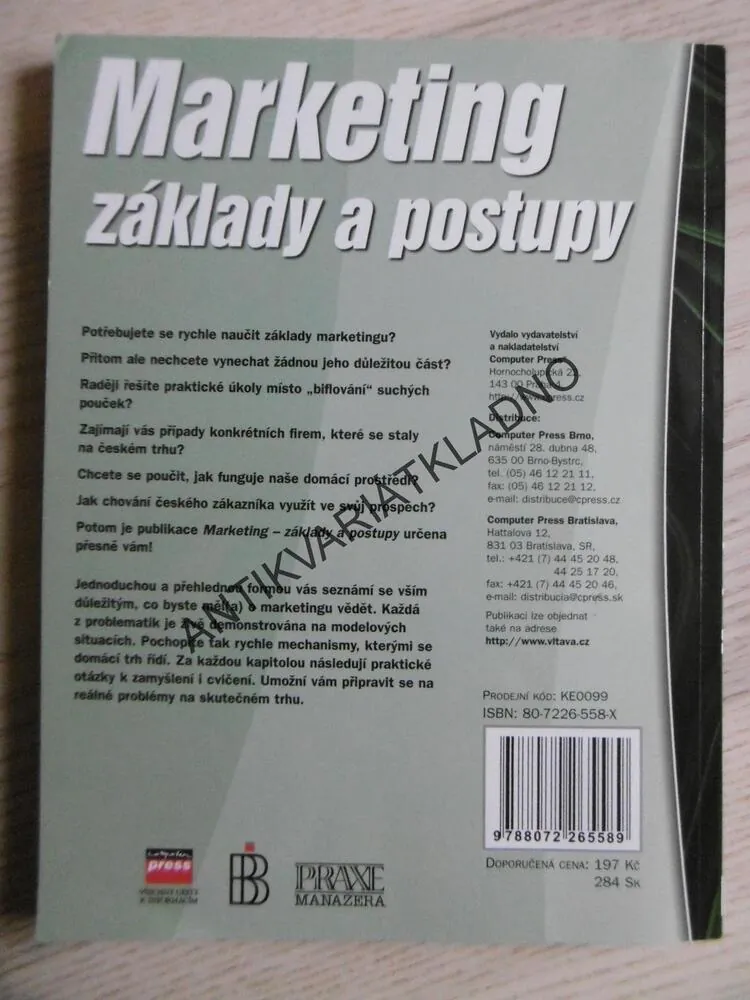 Marketing
základy a postupy
Potřebujete se rychle naučit základy marketingu?
Přitom ale nechcete vynechat žádnou jeho důležitou část?
Raději řešíte praktické úkoly místo „biflování“ suchých
pouček?
Zajímají vás případy konkrétních firem, které se staly
na českém trhu?
Chcete se poučit, jak funguje naše domácí prostředí?
Jak chování českého zákazníka využít ve svůj prospěch?
Potom je publikace Marketing – základy a postupy určena
přesně vám!
Jednoduchou a přehlednou formou vás seznámí se vším
důležitým, co byste měl(a) o marketingu vědět. Každá
z problematik je živě demonstrována na modelových
situacích. Pochopíte tak rychle mechanismy, kterými se
domácí trh řídí. Za každou kapitolou následují praktické
otázky k zamyšlení i cvičení. Umožní vám připravit se na
reálné problémy na skutečném trhu.
Vydalo vydavatelství
a nakladatelství
Computer Press
Hornocholupická
143 00 Praha
Distribuce:
Computer Press Brno,
náměstí 28. dubna 48,
635 00 Brno-Bystrc,
tel. (05) 46 12 21 11,
fax: (05) 46 12 21 12,
e-mail: distribuce@cpress.cz
Computer Press Bratislava,
Hattalova 12,
831 03 Bratislava, SR,
tel.: +421 (7) 44 45 20 48,
44 25 17 20,
fax: +421 (7) 44 45 20 46,
e-mail: distribucia@cpress.sk
Publikaci lze objednat
také na adrese
http://www.vltava.cz
Prodejní kód: KE0099
ISBN: 80-7226-558-X
9 788072 265589
Doporučená cena: 197 Kč
284 Sk
computer
press
PRAXE
MANAŽERA
ANTIKVARIATKLADNO